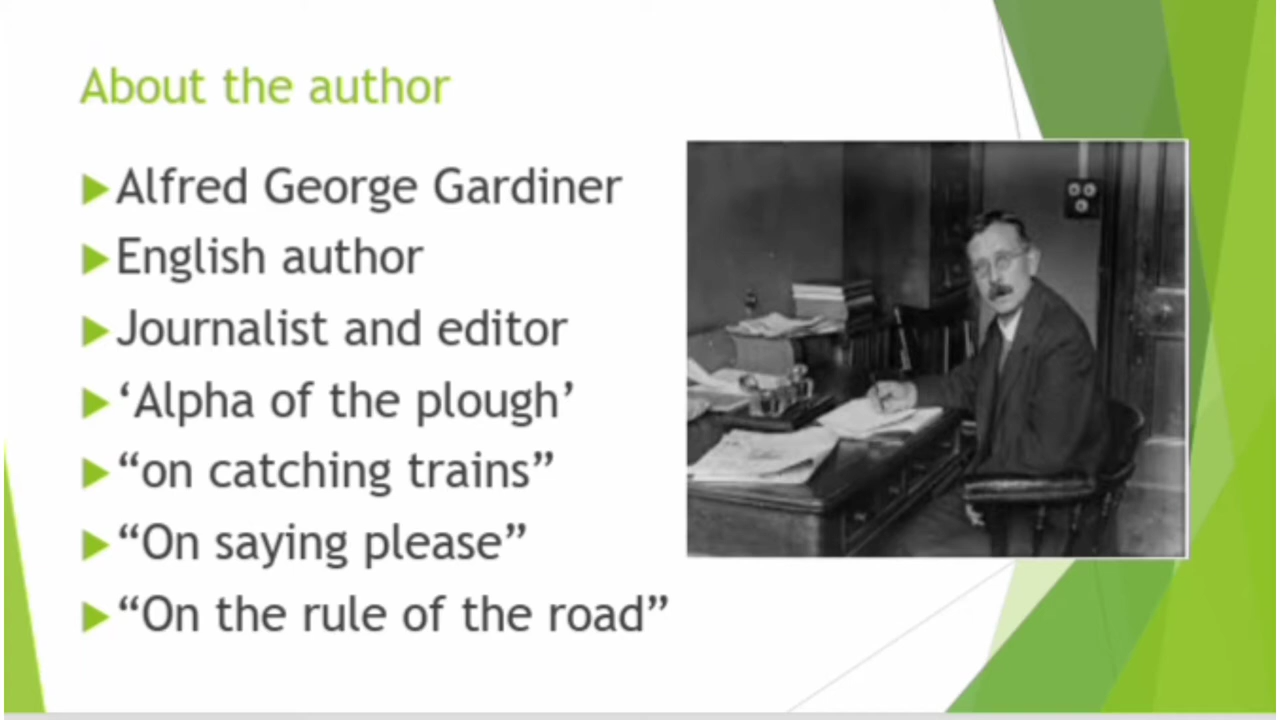 About the author
Alfred George Gardiner
English author
Journalist and editor
‘Alpha of the plough’
“on catching trains”
“On saying please”
“On the rule of the road”